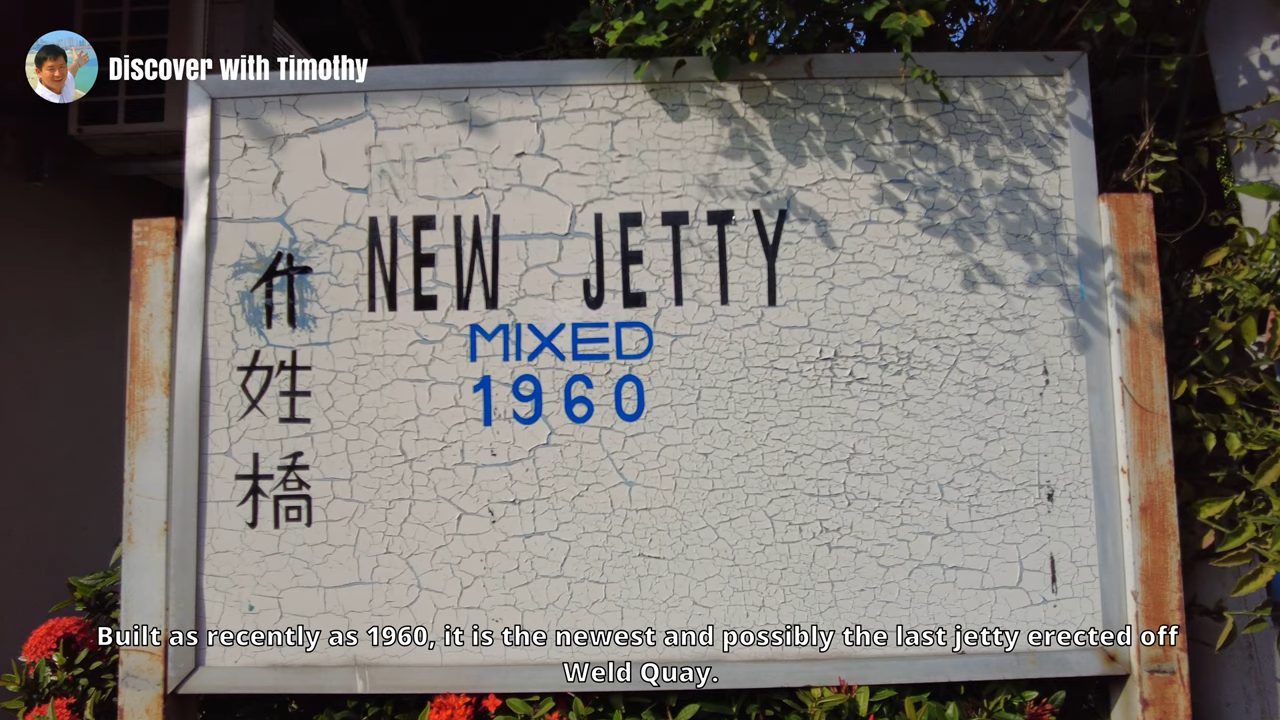 Discover with Timothy
NEW JETTY
MIXED
1960
姓橋
Built as recently as 1960, it is the newest and possibly the last jetty erected off
Weld Quay.